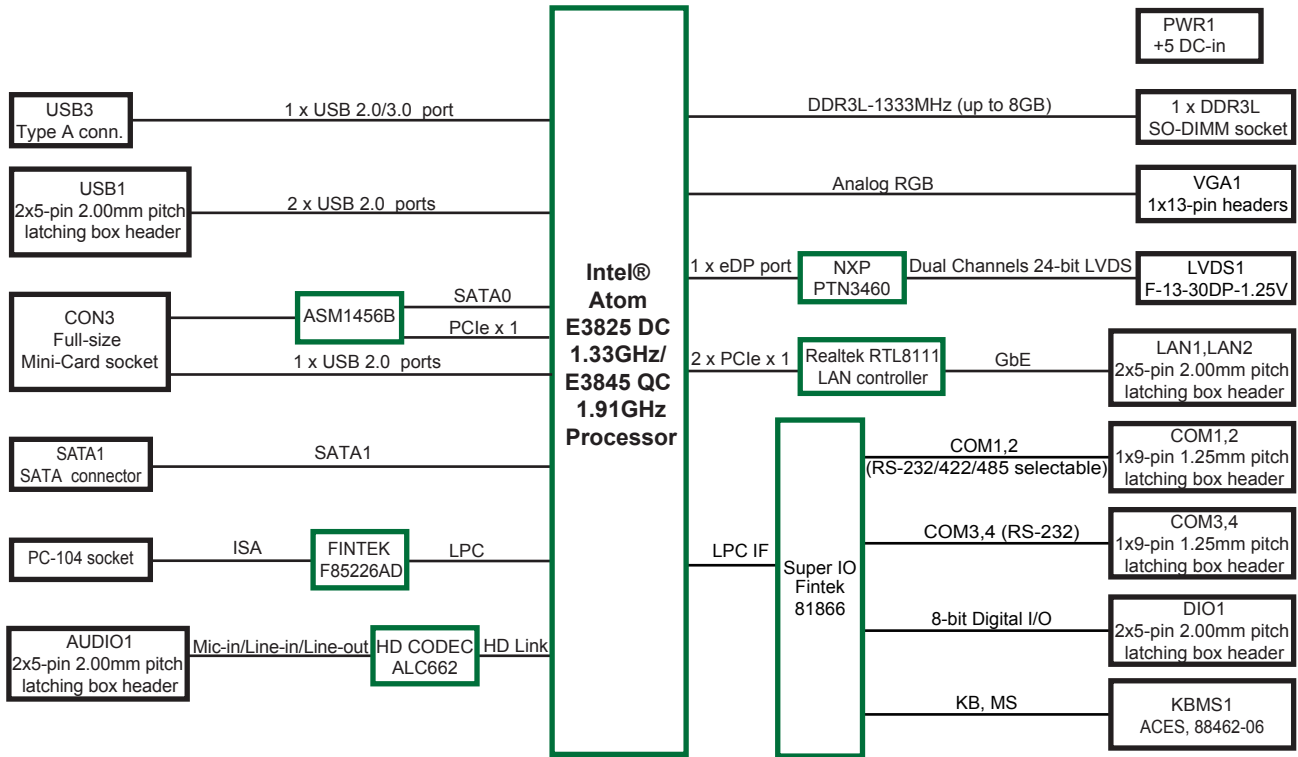 PWR1
+5 DC-in
USB3
Type A conn.
1 x USB 2.0/3.0 port
USB1
2x5-pin 2.00mm pitch
latching box header
2 x USB 2.0 ports
CON3
Full-size
Mini-Card socket
ASM1456B
SATA0
PCIe x 1
1 x USB 2.0 ports
SATA1
SATA connector
SATA1
PC-104 socket
ISA
FINTEK
F85226AD
LPC
AUDIO1
2x5-pin 2.00mm pitch
latching box header
Mic-in/Line-in/Line-out
HD CODEC
ALC662
HD Link
Intel®
Atom
E3825 DC
1.33GHz/
E3845 QC
1.91GHz
Processor
DDR3L-1333MHz (up to 8GB)
1 x DDR3L
SO-DIMM socket
Analog RGB
VGA1
1x13-pin headers
1 x eDP port
NXP
PTN3460
Dual Channels 24-bit LVDS
LVDS1
F-13-30DP-1.25V
2 x PCIe x 1
Realtek RTL8111
LAN controller
GbE
LAN1,LAN2
2x5-pin 2.00mm pitch
latching box header
LPC IF
Super IO
Fintek
81866
COM1,2
(RS-232/422/485 selectable)
COM1,2
1x9-pin 1.25mm pitch
latching box header
COM3,4 (RS-232)
COM3,4
1x9-pin 1.25mm pitch
latching box header
8-bit Digital I/O
DIO1
2x5-pin 2.00mm pitch
latching box header
KB, MS
KBMS1
ACES, 88462-06